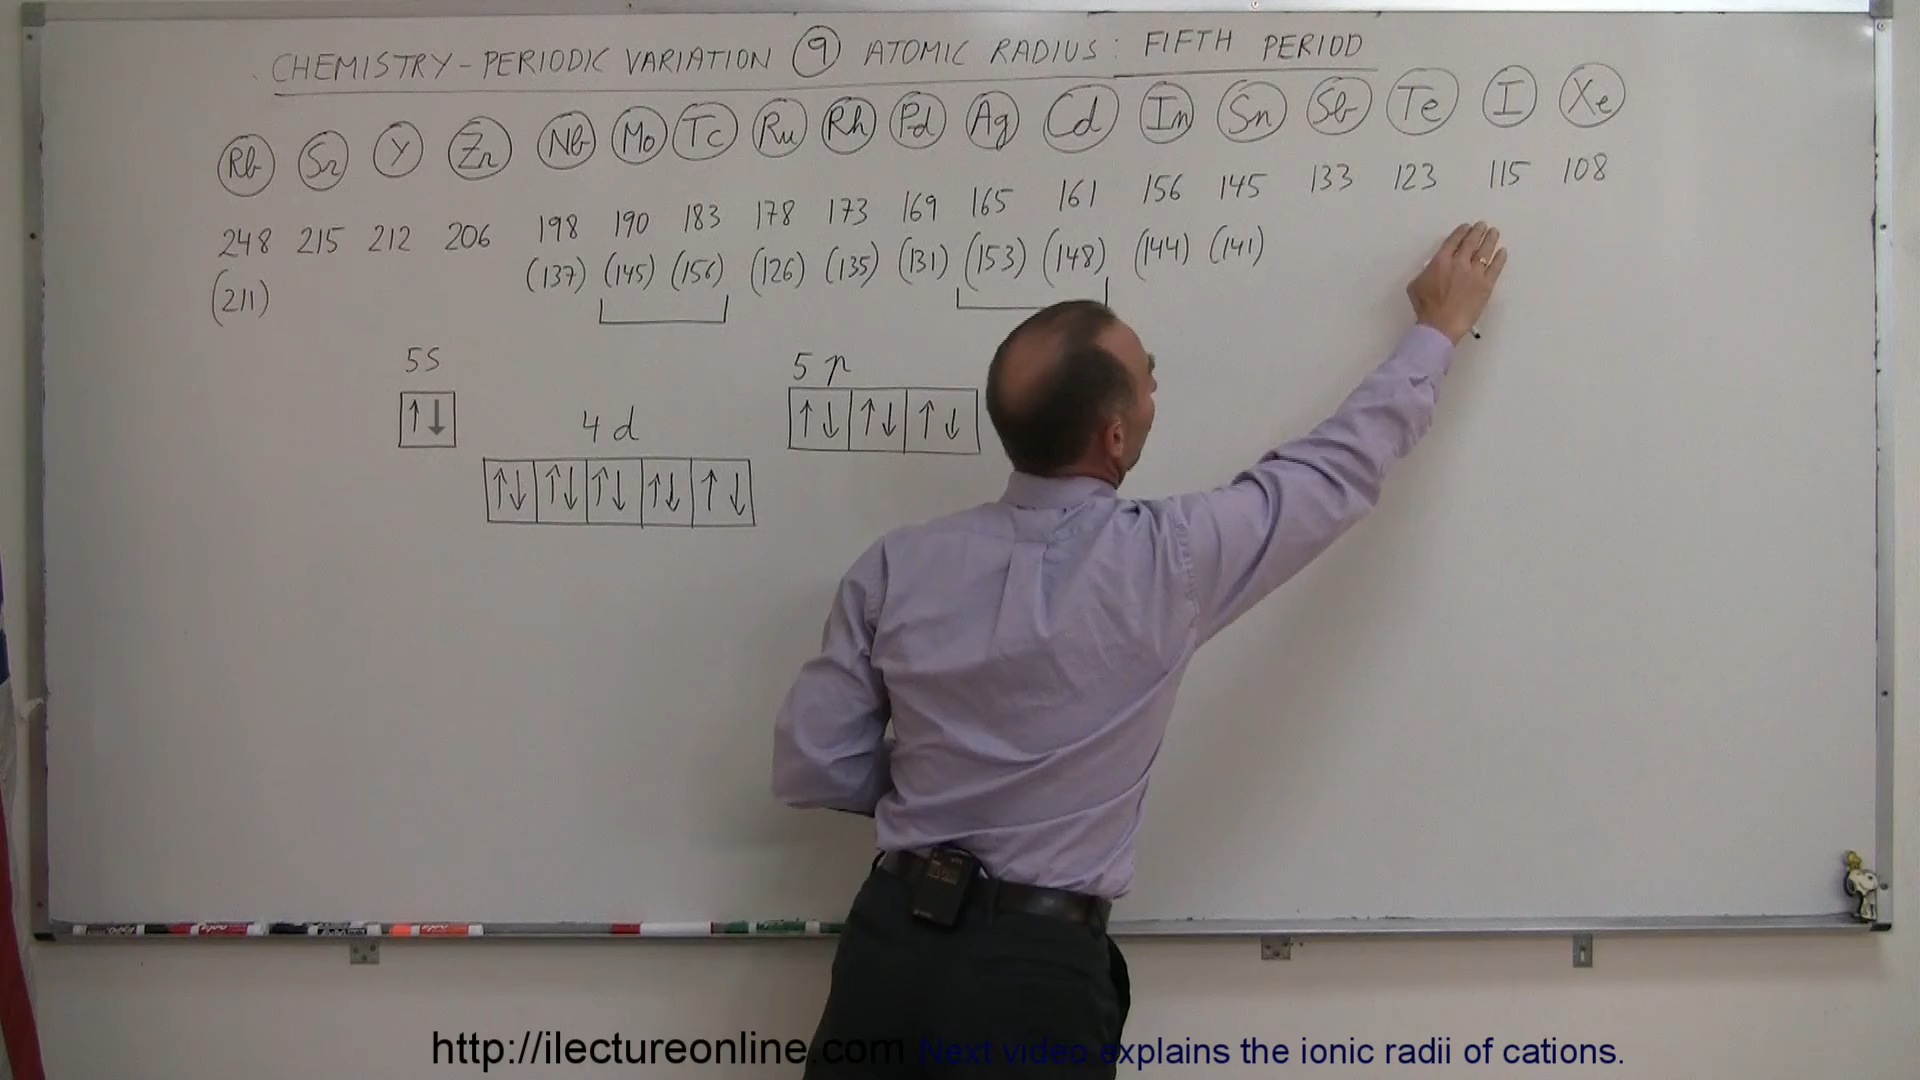 CHEMISTRY - PERIODIC VARIATION 9 ATOMIC RADIUS: FIFTH PERIOD
Rb Sr Y Zr Nb Mo Tc Ru Rh Pd Ag Cd In Sn Sb Te I Xe
248 215 212 206 198 190 183 178 173 169 165 161 156 145 133 123 115 108
(211) (137) (145) (156) (126) (135) (131) (153) (148) (144) (141)
5s 5p
↑↓ ↑↓ ↑↓ ↑↓
4d
↑↓ ↑↓ ↑↓ ↑↓ ↑↓
http://ilectureonline.com Next video explains the ionic radii of cations.